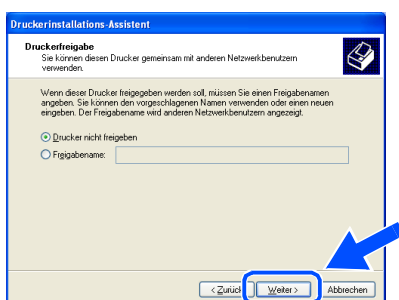 Druckerinstallations-Assistent
Druckerfreigabe
Sie können diesen Drucker gemeinsam mit anderen Netzwerkbenutzern
verwenden.
Wenn dieser Drucker freigegeben werden soll, müssen Sie einen Freigabenamen
angeben. Sie können den vorgeschlagenen Namen verwenden oder einen neuen
eingeben. Der Freigabename wird anderen Netzwerkbenutzern angezeigt.
Drucker nicht freigeben
Freigabename:
< Zurück Weiter > Abbrechen